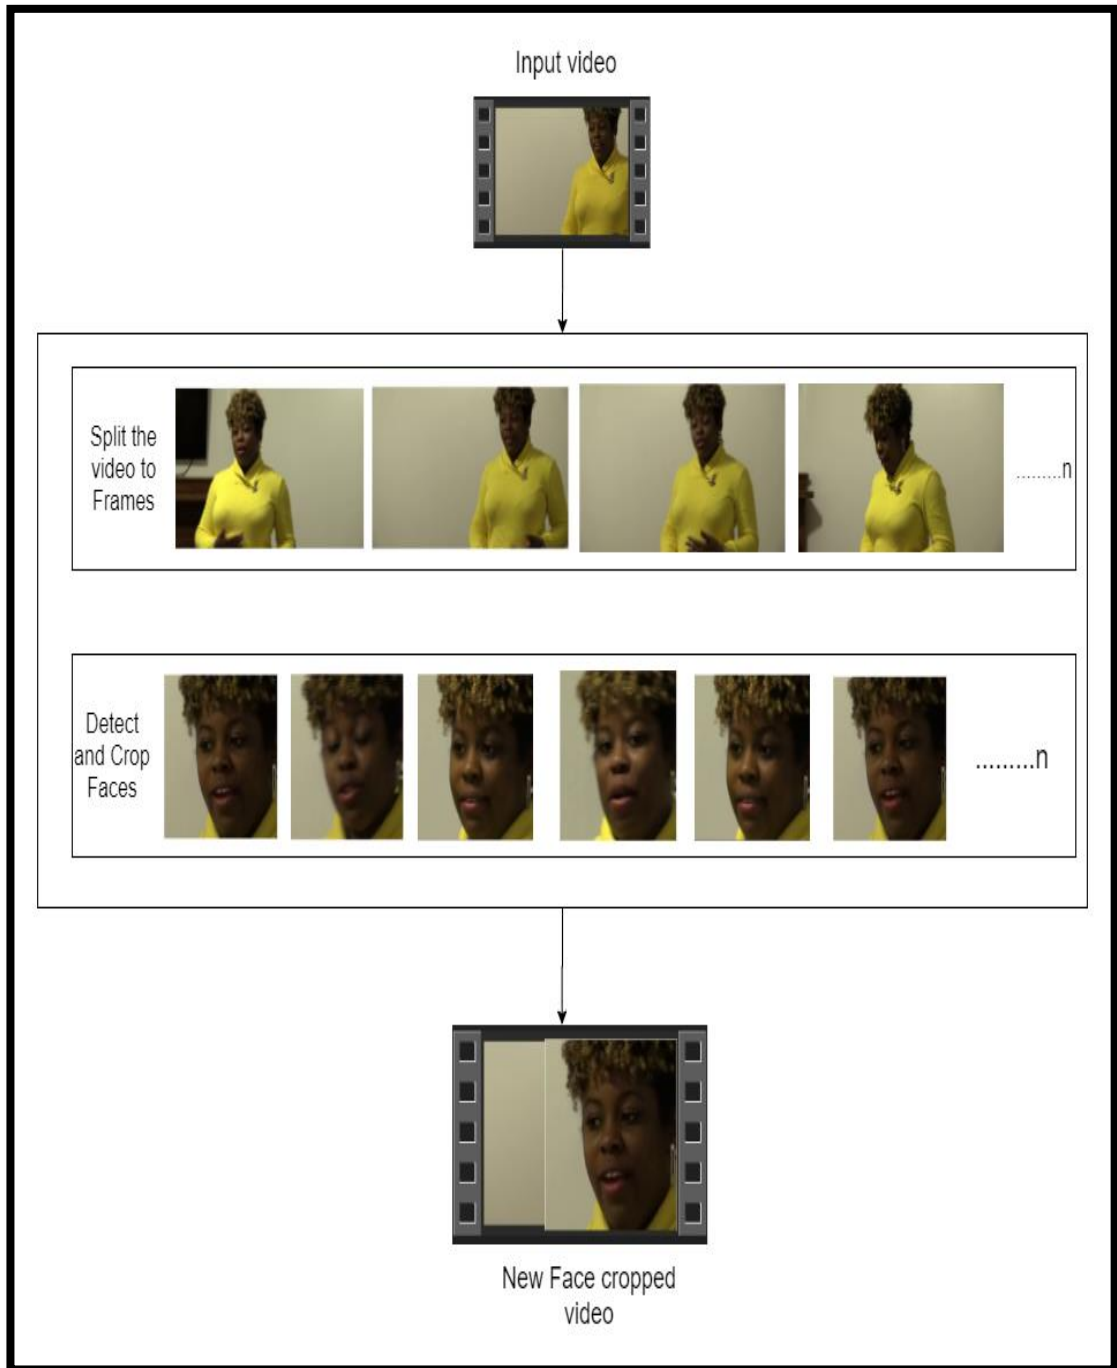 Input video
Split the
video to
Frames
.........n
Detect
and Crop
Faces
.........n
New Face cropped
video